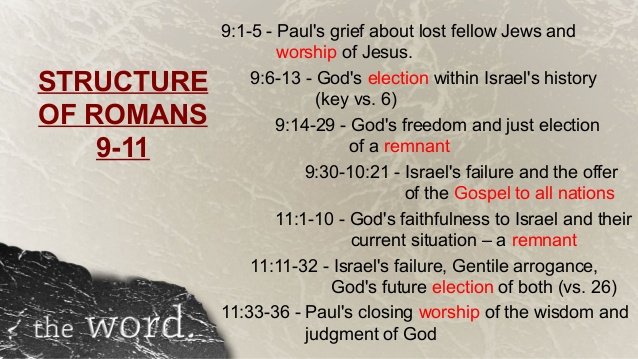 STRUCTURE
OF ROMANS
9-11
9:1-5 - Paul's grief about lost fellow Jews and
worship of Jesus.
9:6-13 - God's election within Israel's history
(key vs. 6)
9:14-29 - God's freedom and just election
of a remnant
9:30-10:21 - Israel's failure and the offer
of the Gospel to all nations
11:1-10 - God's faithfulness to Israel and their
current situation – a remnant
11:11-32 - Israel's failure, Gentile arrogance,
God's future election of both (vs. 26)
11:33-36 - Paul's closing worship of the wisdom and
judgment of God
the word.